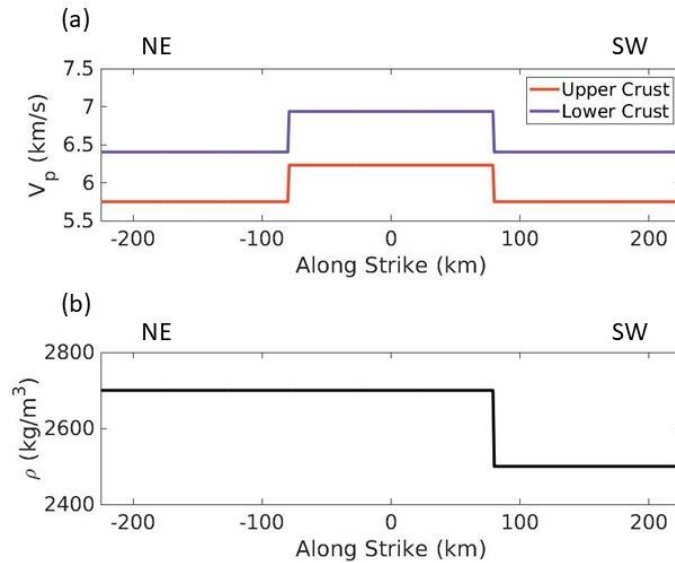 (a)
NE SW
7.5
7
6.5
6
5.5
V_p (km/s)
Upper Crust
Lower Crust
-200 -100 0 100 200
Along Strike (km)
(b)
NE SW
2800
2600
2400
ρ (kg/m³)
-200 -100 0 100 200
Along Strike (km)